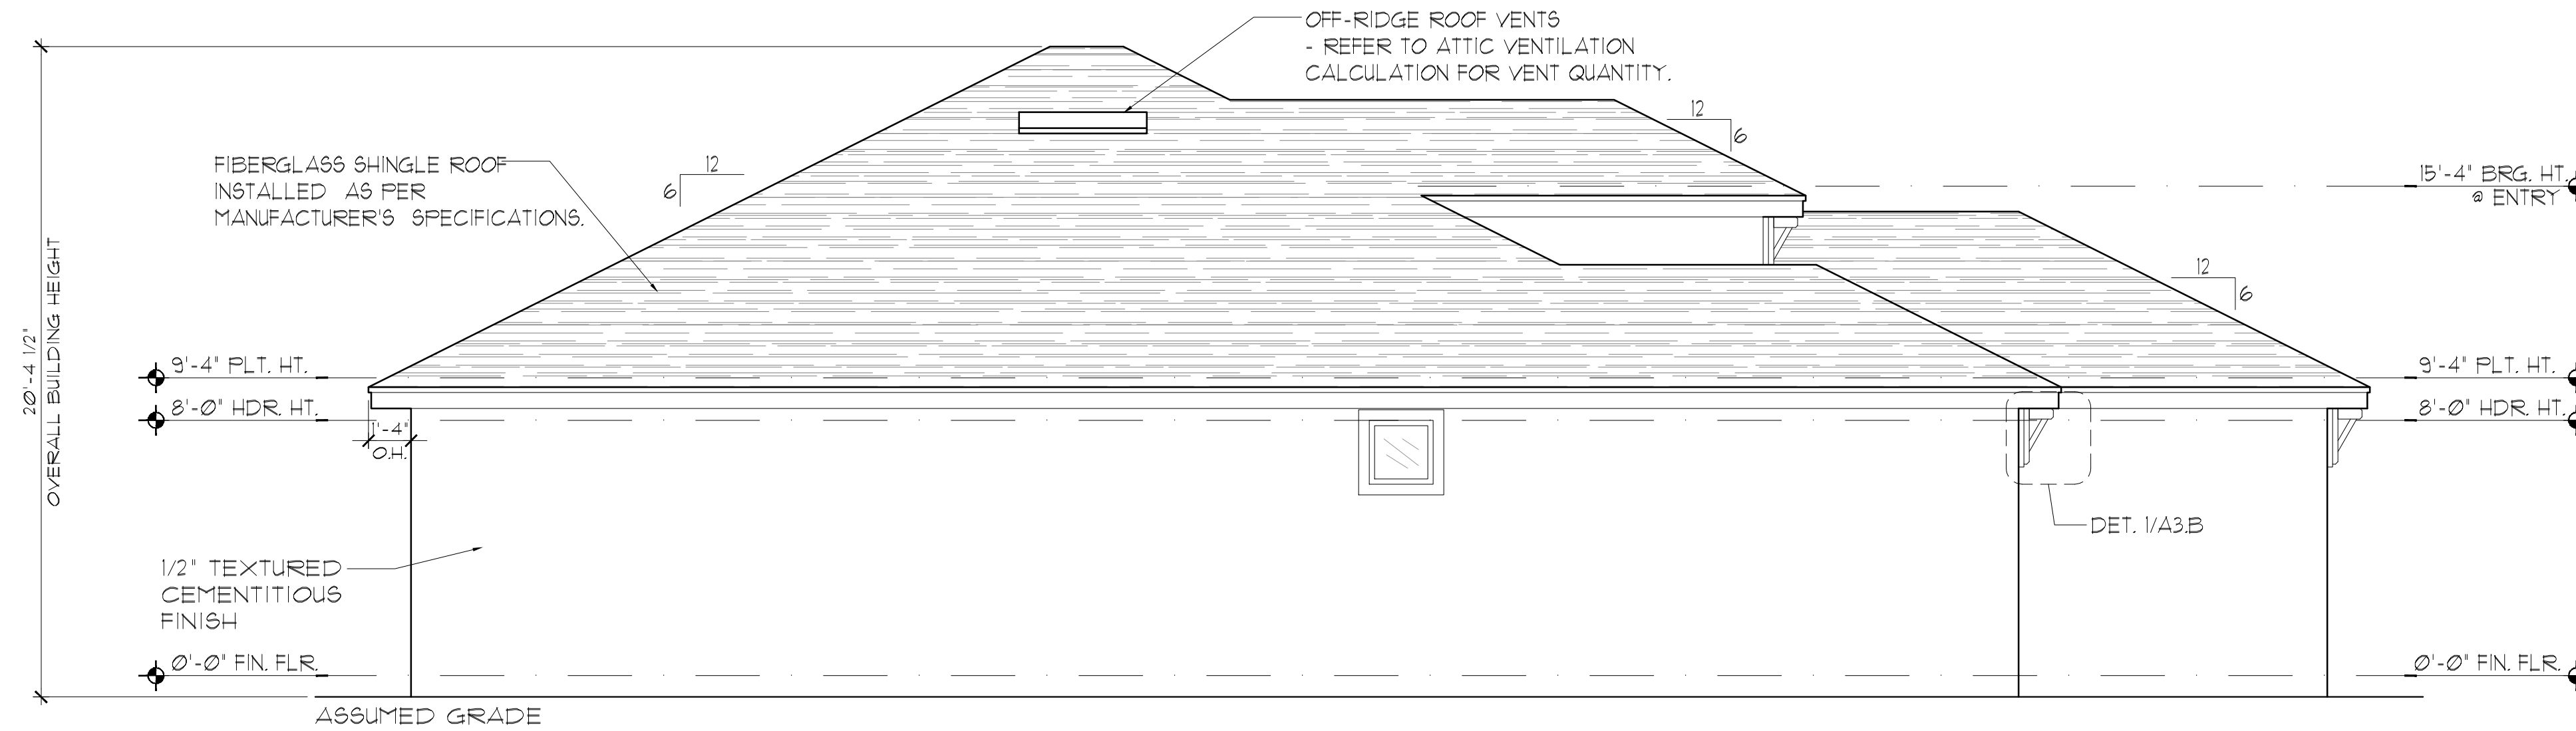 OFF-RIDGE ROOF VENTS
- REFER TO ATTIC VENTILATION
CALCULATION FOR VENT QUANTITY.
12
6
FIBERGLASS SHINGLE ROOF
INSTALLED AS PER
MANUFACTURER'S SPECIFICATIONS.
12
6
15'-4" BRG. HT.
@ ENTRY
12
6
20'-4 1/2"
OVERALL BUILDING HEIGHT
9'-4" PLT. HT.
9'-4" PLT. HT.
8'-0" HDR. HT.
8'-0" HDR. HT.
1'-4"
O.H.
DET. 1/A3.B
1/2" TEXTURED
CEMENTITIOUS
FINISH
0'-0" FIN. FLR.
0'-0" FIN. FLR.
ASSUMED GRADE